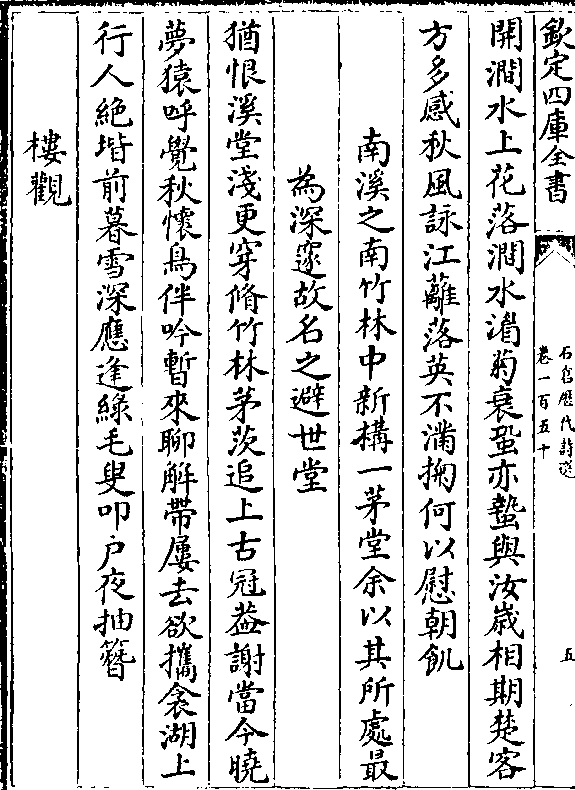 欽定四庫全書
石倉歷代詩選
卷一百五十
五
開澗水上花落澗水湄菊衰蛩亦蟄與汝嵗相期楚客
方多感秋風詠江蘺落英不滿掬何以慰朝飢
南溪之南竹林中新構一茅堂余以其所處最
為深邃故名之避世堂
猶恨溪堂淺更穿脩竹林茅茨追上古冠葢謝當今曉
夢猿呼覺秋懷鳥伴吟暫來聊解帶屢去欲攜衾湖上
行人絶堦前暮雪深應逢綠毛叟叩户夜抽簪
樓觀